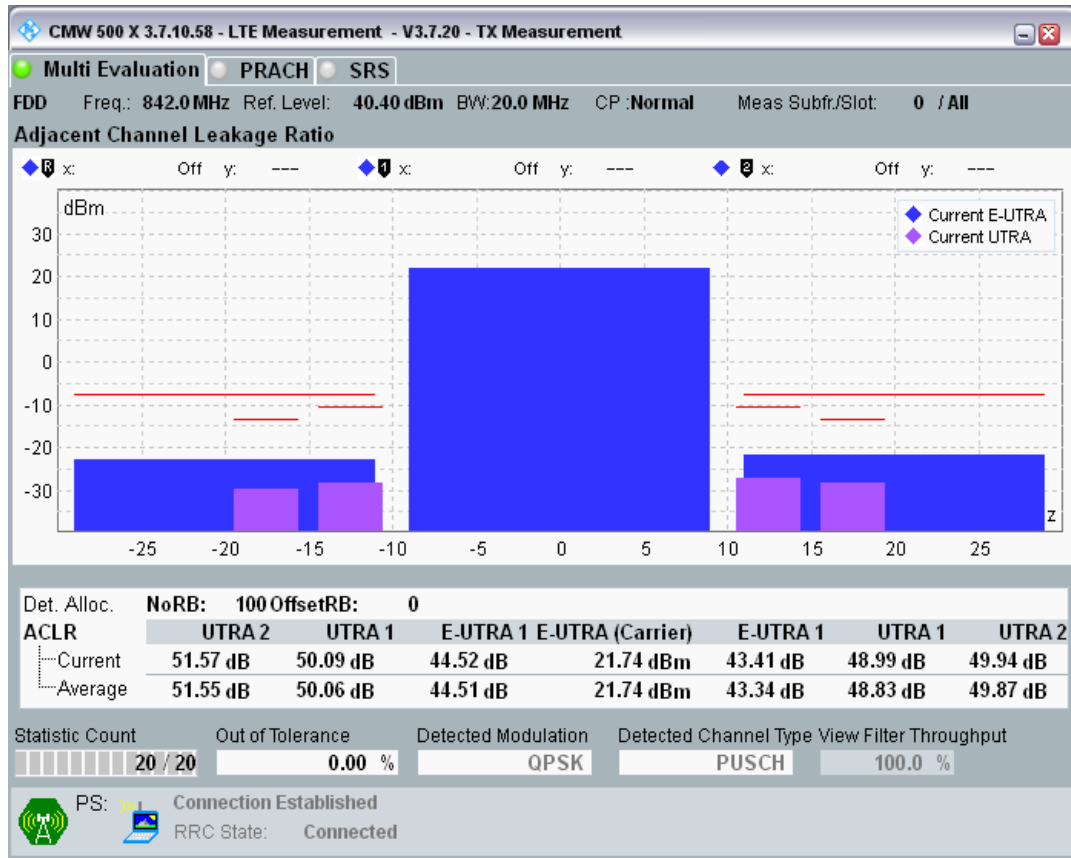 CMW 500 X 3.7.10.58 - LTE Measurement - V3.7.20 - TX Measurement
Multi Evaluation PRACH SRS
FDD Freq.: 842.0 MHz Ref. Level: 40.40 dBm BW: 20.0 MHz CP : Normal Meas Subfr./Slot: 0 / All
Adjacent Channel Leakage Ratio
R x: Off y: --- 1 x: Off y: --- 2 x: Off y: ---
dBm
Current E-UTRA
Current UTRA
30
20
10
0
-10
-20
-30
z
-25 -20 -15 -10 -5 0 5 10 15 20 25
Det. Alloc. NoRB: 100 OffsetRB: 0
ACLR UTRA 2 UTRA 1 E-UTRA 1 E-UTRA (Carrier) E-UTRA 1 UTRA 1 UTRA 2
Current 51.57 dB 50.09 dB 44.52 dB 21.74 dBm 43.41 dB 48.99 dB 49.94 dB
Average 51.55 dB 50.06 dB 44.51 dB 21.74 dBm 43.34 dB 48.83 dB 49.87 dB
Statistic Count Out of Tolerance Detected Modulation Detected Channel Type View Filter Throughput
20 / 20 0.00 % QPSK PUSCH 100.0 %
PS: Connection Established
RRC State: Connected